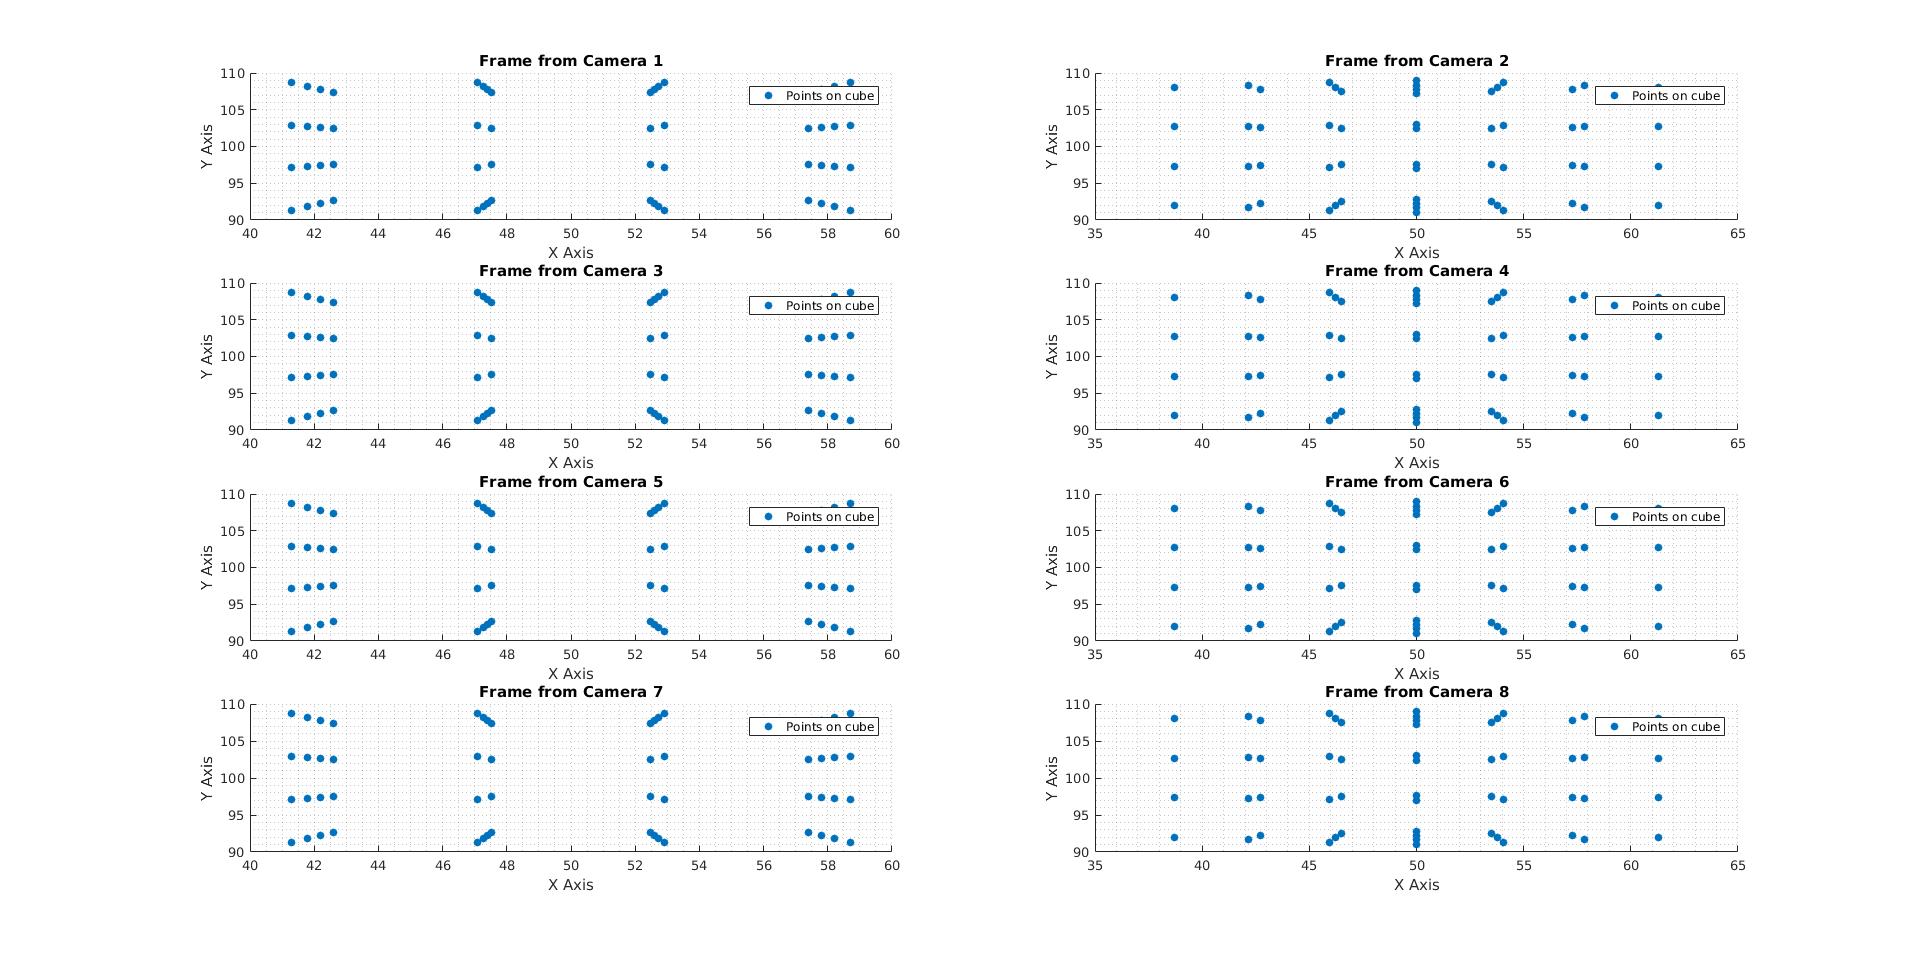 Frame from Camera 1
110
105
100
95
90
Y Axis
Points on cube
40 42 44 46 48 50 52 54 56 58 60
X Axis
Frame from Camera 2
110
105
100
95
90
Y Axis
Points on cube
35 40 45 50 55 60 65
X Axis
Frame from Camera 3
110
105
100
95
90
Y Axis
Points on cube
40 42 44 46 48 50 52 54 56 58 60
X Axis
Frame from Camera 4
110
105
100
95
90
Y Axis
Points on cube
35 40 45 50 55 60 65
X Axis
Frame from Camera 5
110
105
100
95
90
Y Axis
Points on cube
40 42 44 46 48 50 52 54 56 58 60
X Axis
Frame from Camera 6
110
105
100
95
90
Y Axis
Points on cube
35 40 45 50 55 60 65
X Axis
Frame from Camera 7
110
105
100
95
90
Y Axis
Points on cube
40 42 44 46 48 50 52 54 56 58 60
X Axis
Frame from Camera 8
110
105
100
95
90
Y Axis
Points on cube
35 40 45 50 55 60 65
X Axis